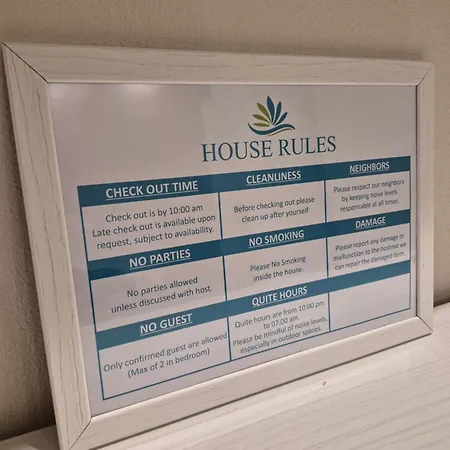 HOUSE RULES
CHECK OUT TIME
Check out is by 10:00 am
Late check out is available upon
request, subject to availability.
CLEANLINESS
Before checking out please
clean up after yourself
NEIGHBORS
Please respect our neighbors
by keeping noise levels
responsable at all times.
NO PARTIES
No parties allowed
unless discussed with host.
NO SMOKING
Please No Smoking
inside the house.
DAMAGE
Please report any damage or
malfunction to the host so we
can repair the damaged item.
NO GUEST
Only confirmed guest are allowed
(Max of 2 in bedroom)
QUITE HOURS
Quite hours are from 10:00 pm
to 07:00 am.
Please be mindful of noise levels,
especially in outdoor spaces.